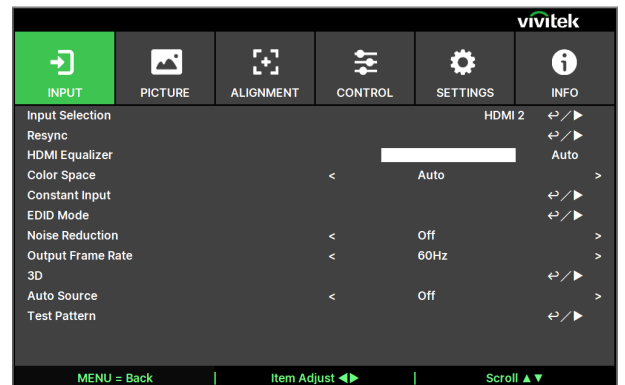 vivitek
INPUT PICTURE ALIGNMENT CONTROL SETTINGS INFO
Input Selection HDMI 2 ↩/▶
Resync ↩/▶
HDMI Equalizer Auto
Color Space < Auto >
Constant Input ↩/▶
EDID Mode ↩/▶
Noise Reduction < Off >
Output Frame Rate < 60Hz >
3D ↩/▶
Auto Source < Off >
Test Pattern ↩/▶
MENU = Back Item Adjust ◀▶ Scroll ▲▼